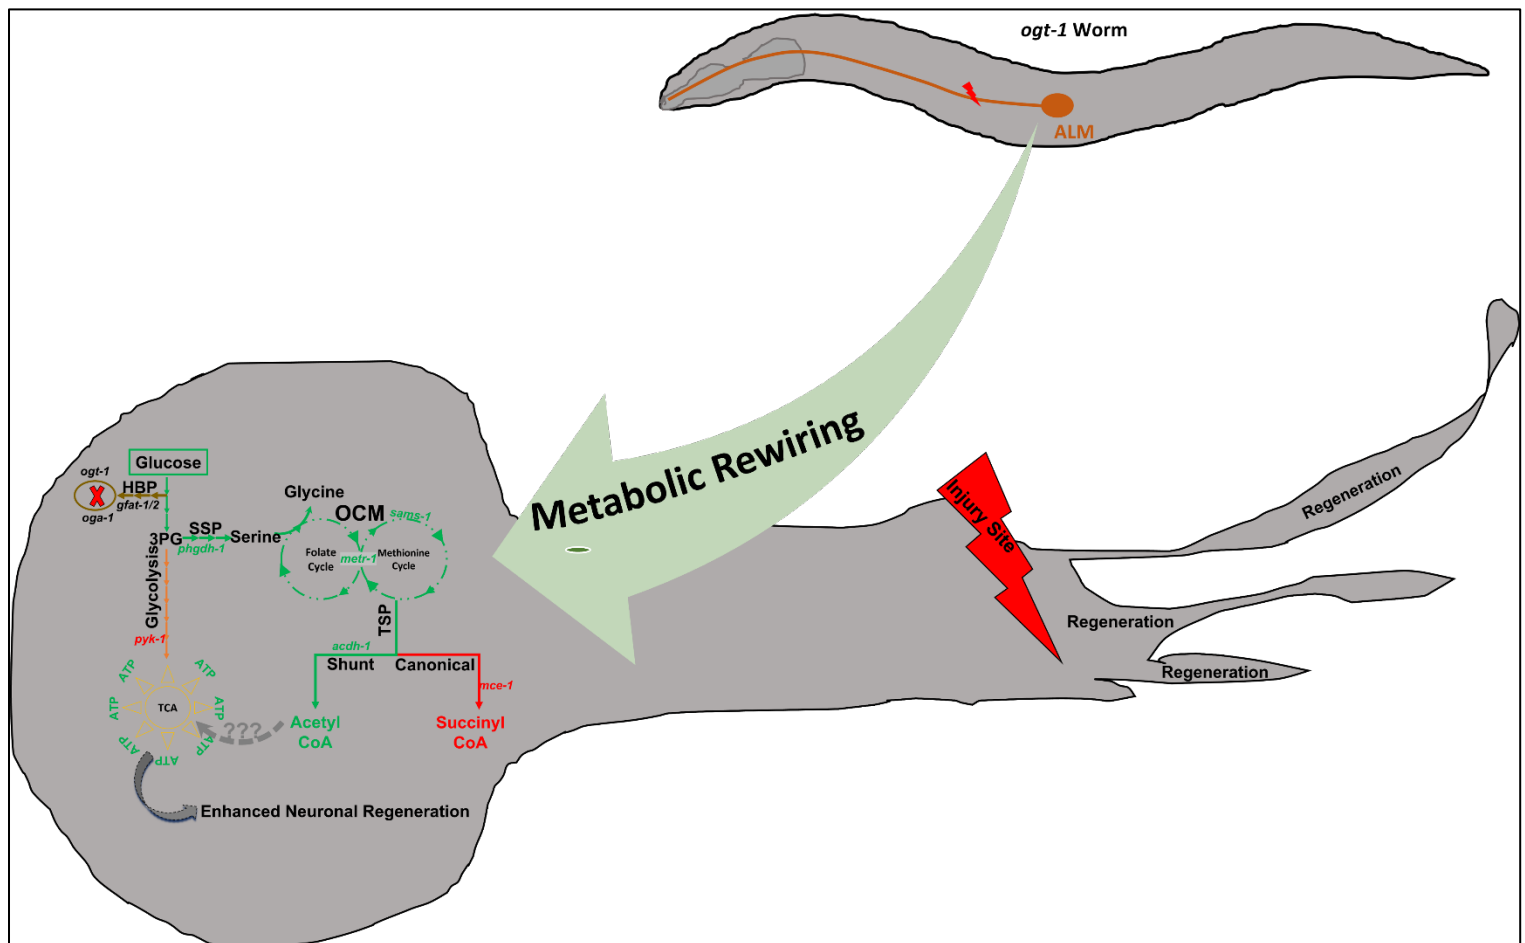 ogt-1 Worm
ALM
Metabolic Rewiring
Injury Site
Regeneration
Regeneration
Regeneration
Glucose
ogt-1
HBP
gfat-1/2
oga-1
3PG
SSP
phgdh-1
Serine
Glycine
OCM
sams-1
Folate
Cycle
metr-1
Methionine
Cycle
Glycolysis
pyk-1
TSP
acdh-1
Shunt
Canonical
mce-1
Acetyl
CoA
Succinyl
CoA
???
TCA
ATP
ATP
ATP
ATP
ATP
ATP
ATP
Enhanced Neuronal Regeneration